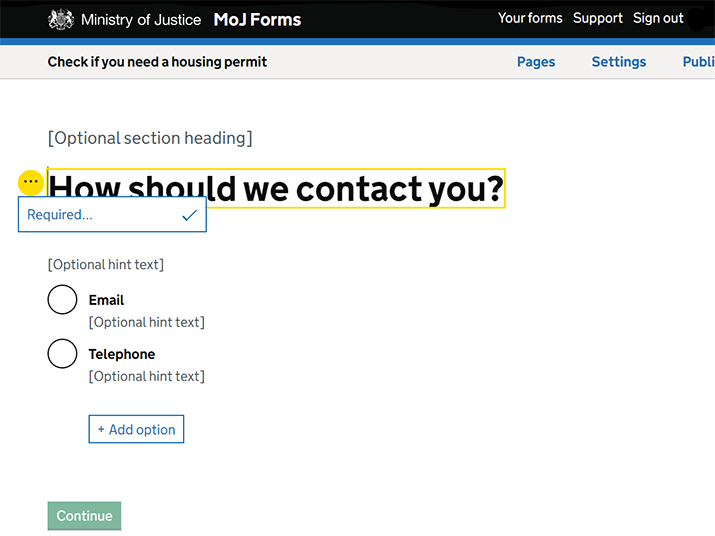 Ministry of Justice MoJ Forms Your forms Support Sign out
Check if you need a housing permit Pages Settings Publi
[Optional section heading]
How should we contact you?
Required...
[Optional hint text]
Email
[Optional hint text]
Telephone
[Optional hint text]
+ Add option
Continue